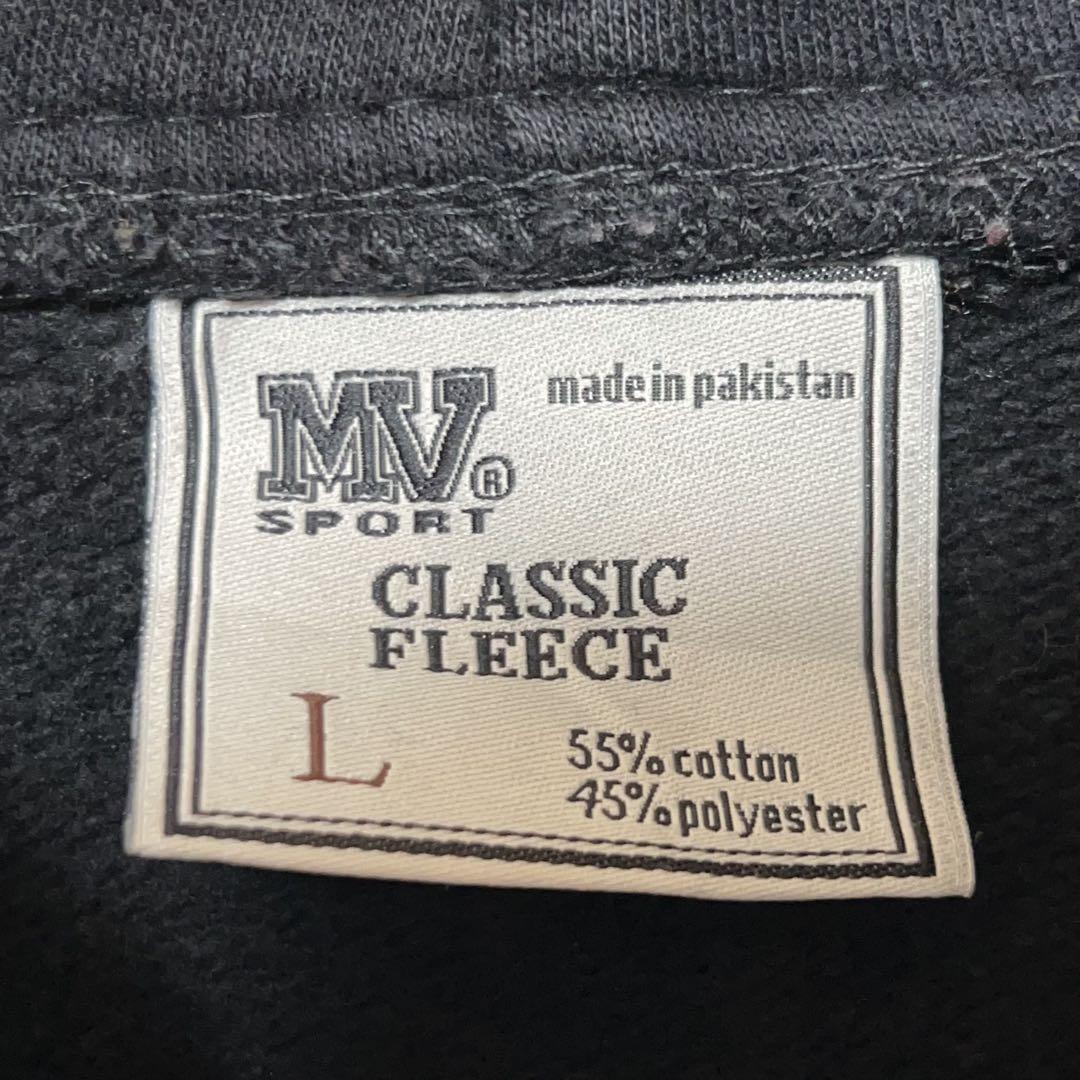 MV®
SPORT
made in pakistan
CLASSIC
FLEECE
L
55% cotton
45% polyester